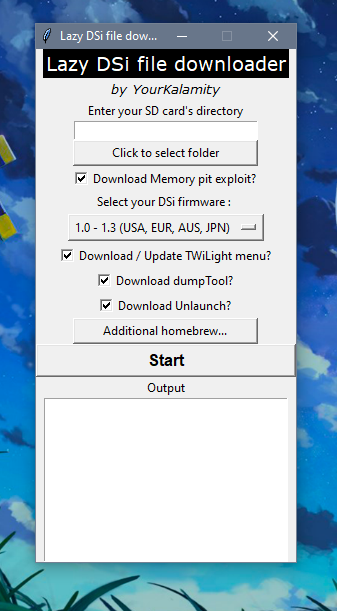 Lazy DSi file dow...
Lazy DSi file downloader
by YourKalamity
Enter your SD card's directory
Click to select folder
Download Memory pit exploit?
Select your DSi firmware :
1.0 - 1.3 (USA, EUR, AUS, JPN)
Download / Update TWiLight menu?
Download dumpTool?
Download Unlaunch?
Additional homebrew...
Start
Output